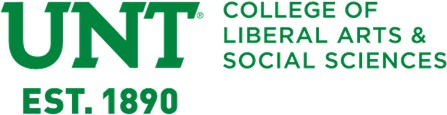 UNT®
EST. 1890
COLLEGE OF
LIBERAL ARTS &
SOCIAL SCIENCES